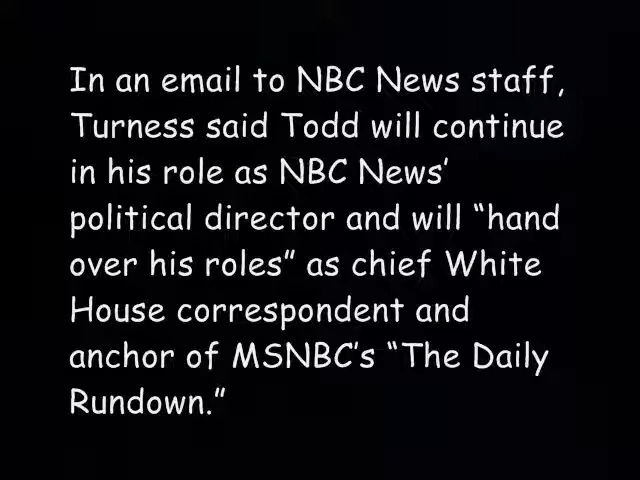 In an email to NBC News staff,
Turness said Todd will continue
in his role as NBC News’
political director and will “hand
over his roles” as chief White
House correspondent and
anchor of MSNBC’s “The Daily
Rundown.”